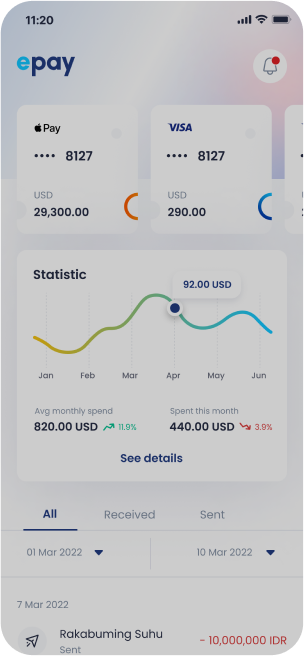 11:20
epay
Pay VISA
•••• 8127 •••• 8127
USD USD
29,300.00 290.00
Statistic
92.00 USD
Jan Feb Mar Apr May Jun
Avg monthly spend Spent this month
820.00 USD 11.9% 440.00 USD 3.9%
See details
All Received Sent
01 Mar 2022 10 Mar 2022
7 Mar 2022
Rakabuming Suhu - 10,000,000 IDR
Sent